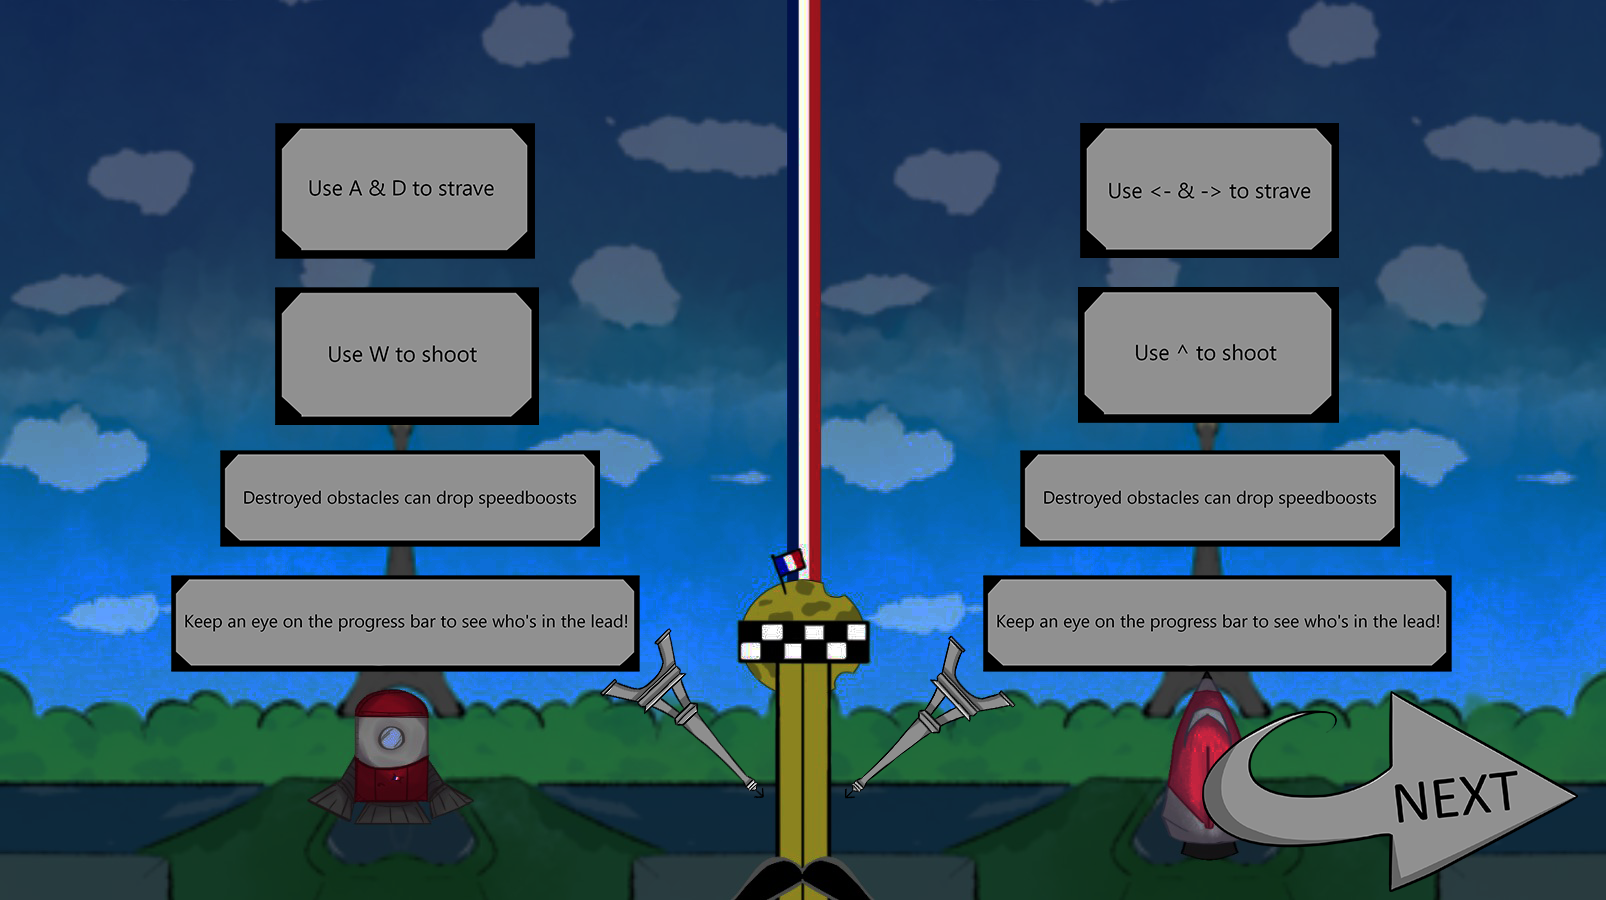 Use A & D to strave
Use W to shoot
Destroyed obstacles can drop speedboosts
Keep an eye on the progress bar to see who's in the lead!
Use <- & -> to strave
Use ^ to shoot
Destroyed obstacles can drop speedboosts
Keep an eye on the progress bar to see who's in the lead!
NEXT